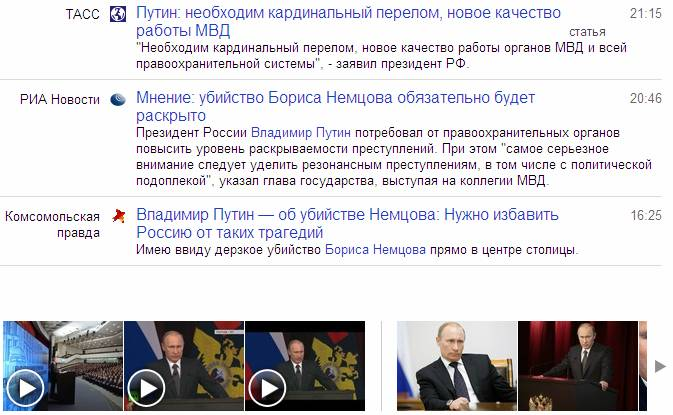 ТАСС
Путин: необходим кардинальный перелом, новое качество
21:15
работы МВД
статья
"Необходим кардинальный перелом, новое качество работы органов МВД и всей
правоохранительной системы", - заявил президент РФ.
РИА Новости
Мнение: убийство Бориса Немцова обязательно будет
20:46
раскрыто
Президент России Владимир Путин потребовал от правоохранительных органов
повысить уровень раскрываемости преступлений. При этом "самое серьезное
внимание следует уделить резонансным преступлениям, в том числе с политической
подоплекой", указал глава государства, выступая на коллегии МВД.
Комсомольская
правда
Владимир Путин — об убийстве Немцова: Нужно избавить
16:25
Россию от таких трагедий
Имею ввиду дерзкое убийство Бориса Немцова прямо в центре столицы.